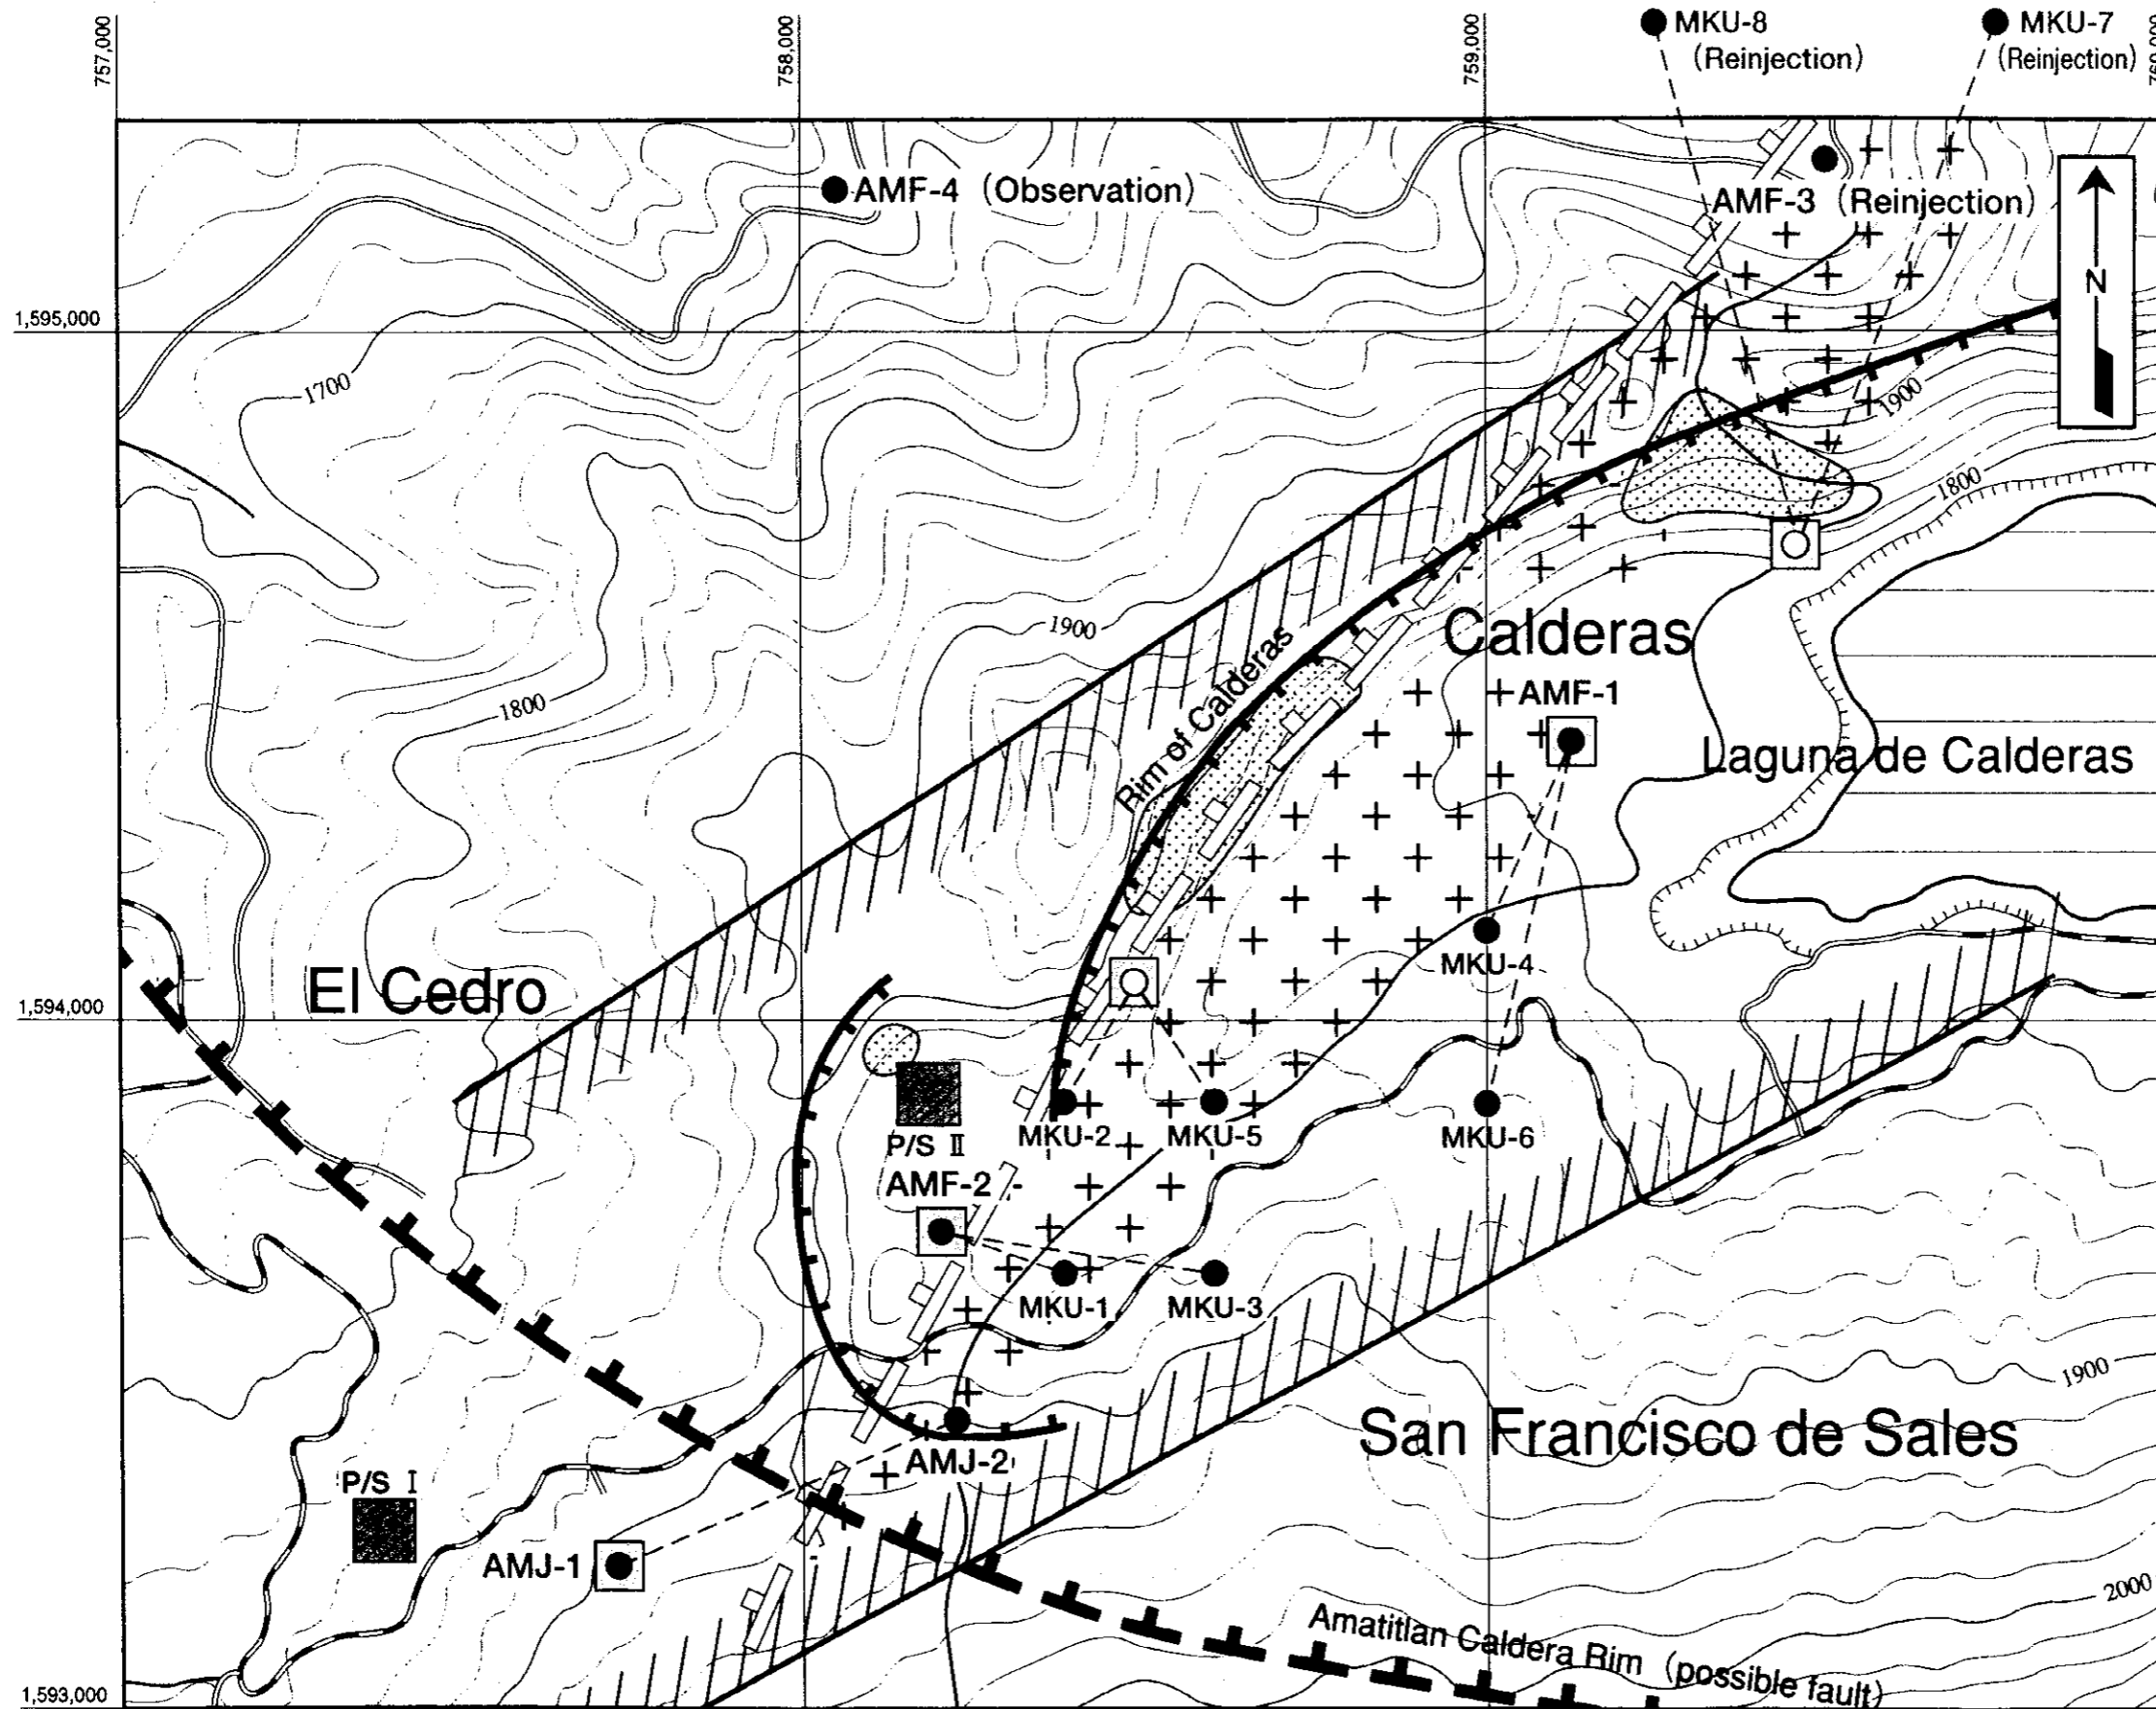 757,000
758,000
759,000
MKU-8
(Reinjection)
MKU-7
(Reinjection)
AMF-4 (Observation)
AMF-3 (Reinjection)
N
1,595,000
1700
1900
1800
Calderas
1900
Rim of Calderas
AMF-1
1800
Laguna de Calderas
MKU-4
El Cedro
1,594,000
P/S II
MKU-2
MKU-5
MKU-6
AMF-2
MKU-1
MKU-3
1900
San Francisco de Sales
AMJ-2
P/S I
AMJ-1
2000
Amatitlan Caldera Rim (possible fault)
1,593,000